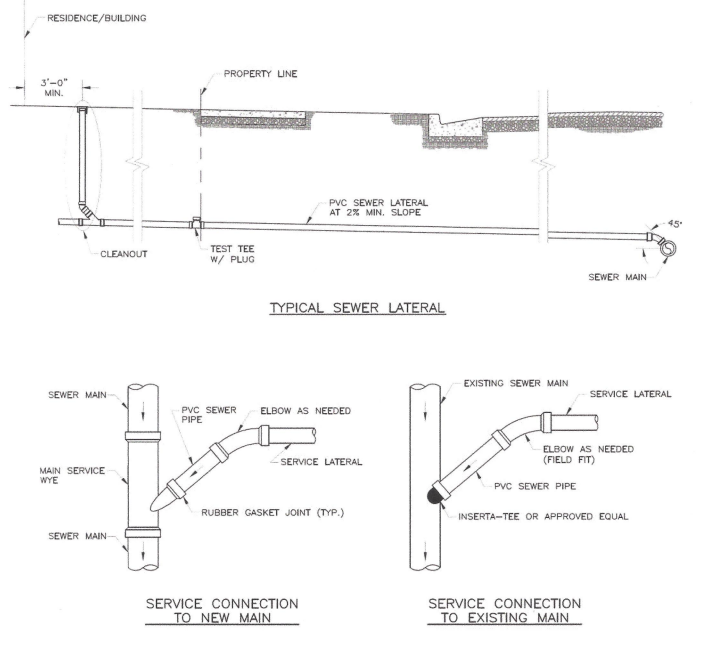 RESIDENCE/BUILDING
3'-0"
MIN.
PROPERTY LINE
PVC SEWER LATERAL
AT 2% MIN. SLOPE
45°
CLEANOUT
TEST TEE
W/ PLUG
SEWER MAIN
TYPICAL SEWER LATERAL
SEWER MAIN
PVC SEWER
PIPE
ELBOW AS NEEDED
MAIN SERVICE
WYE
SERVICE LATERAL
RUBBER GASKET JOINT (TYP.)
SEWER MAIN
SERVICE CONNECTION
TO NEW MAIN
EXISTING SEWER MAIN
SERVICE LATERAL
ELBOW AS NEEDED
(FIELD FIT)
PVC SEWER PIPE
INSERTA-TEE OR APPROVED EQUAL
SERVICE CONNECTION
TO EXISTING MAIN